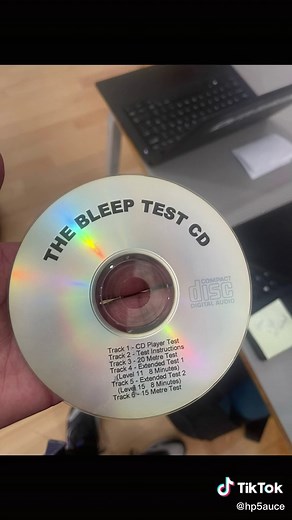 THE BLEEP TEST CD
COMPACT
disc
DIGITAL AUDIO
Track 1 - CD Player Test
Track 2 - Test Instructions
Track 3 - 20 Metre Test
Track 4 - Extended Test 1
(Level 11 8 Minutes)
Track 5 - Extended Test 2
(Level 15 8 Minutes)
Track 6 - 15 Metre Test
TikTok
@hp5auce